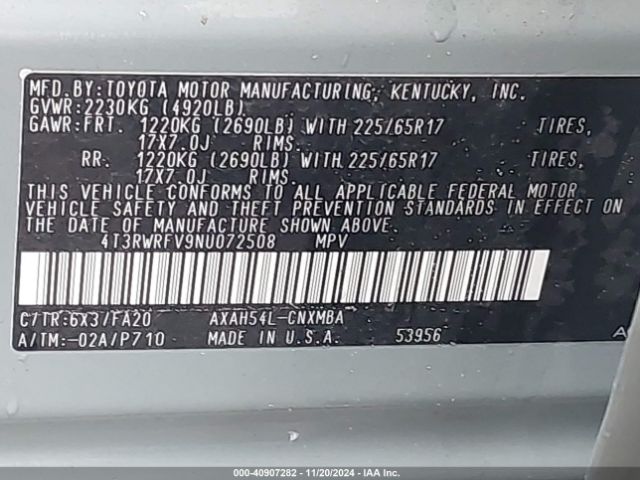 MFD.BY:TOYOTA MOTOR MANUFACTURING, KENTUCKY, INC.
GVWR:2230KG (4920LB)
GAWR:FRT. 1220KG (2690LB) WITH 225/65R17 TIRES,
17X7.0J RIMS.
RR. 1220KG (2690LB) WITH 225/65R17 TIRES,
17X7.0J RIMS.
THIS VEHICLE CONFORMS TO ALL APPLICABLE FEDERAL MOTOR
VEHICLE SAFETY AND THEFT PREVENTION STANDARDS IN EFFECT ON
THE DATE OF MANUFACTURE SHOWN ABOVE.
4T3RWRFV9NU072508 MPV
C/TR:6X3/FA20 AXAH54L-CNXMBA
A/TM:-02A/P710 MADE IN U.S.A. 53956
000-40907282 - 11/20/2024 - IAA Inc.